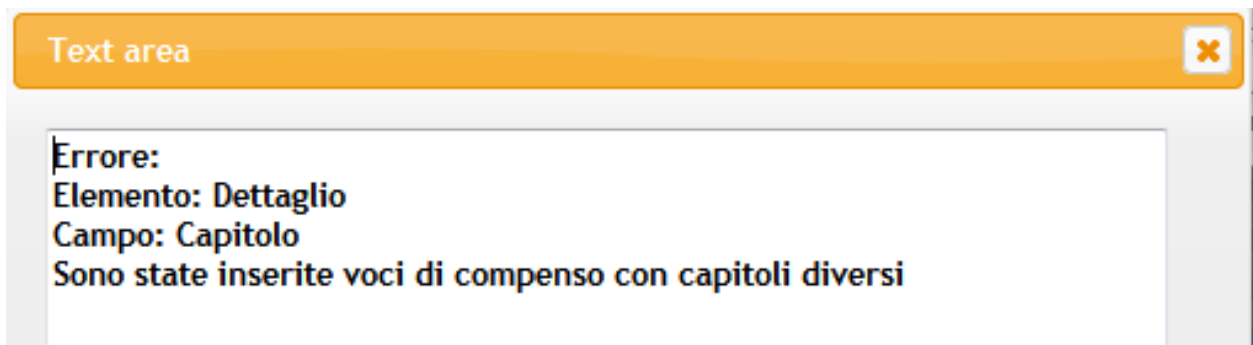 Text area
Errore:
Elemento: Dettaglio
Campo: Capitolo
Sono state inserite voci di compenso con capitoli diversi